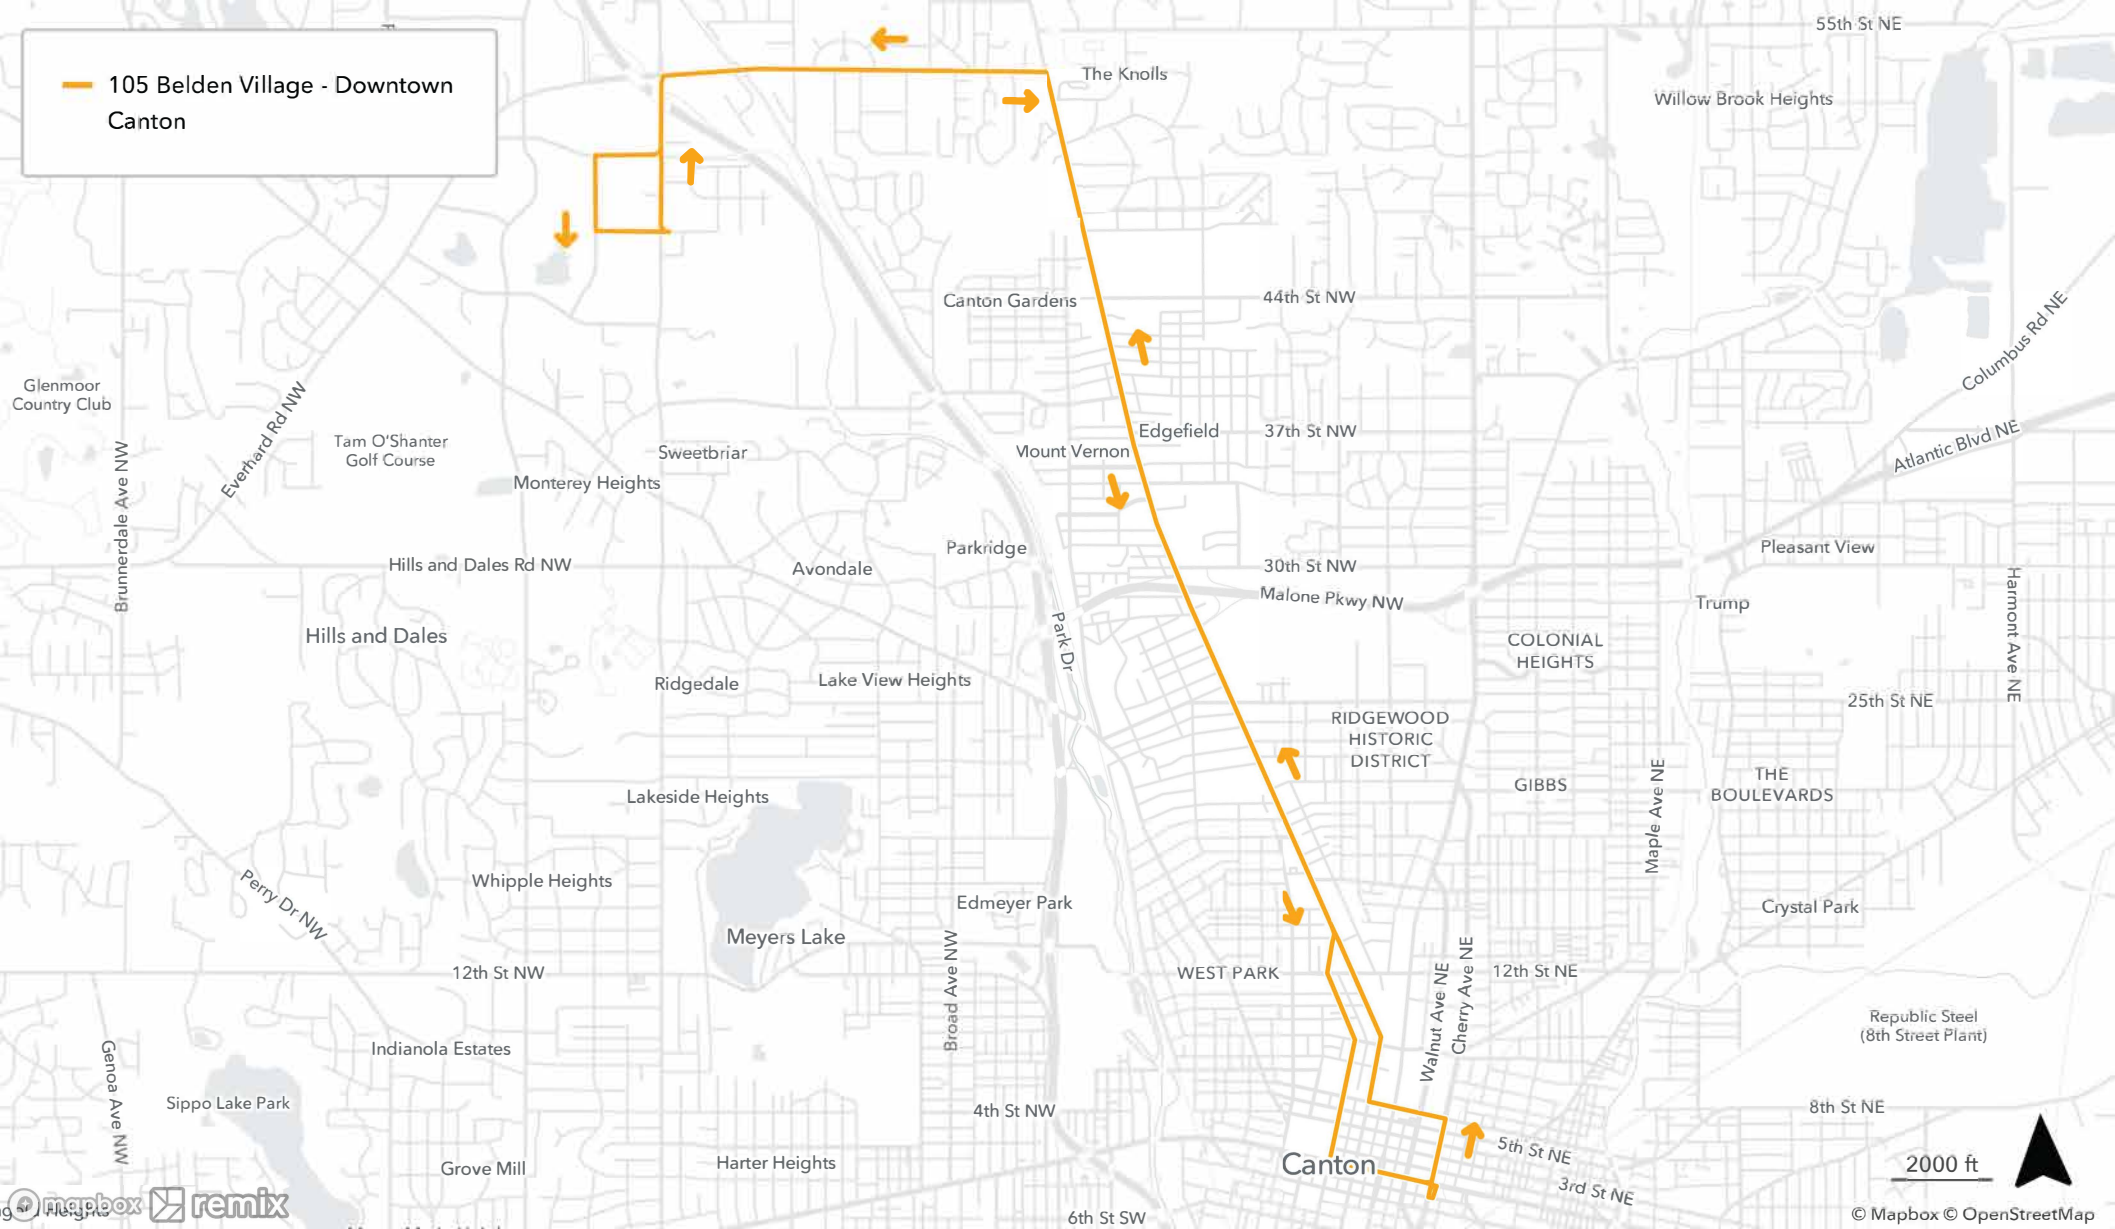 55th St NE
105 Belden Village - Downtown
Canton
The Knolls
Willow Brook Heights
Canton Gardens
44th St NW
Columbus Rd NE
Glenmoor
Country Club
Everhard Rd NW
Tam O'Shanter
Golf Course
Sweetbriar
Mount Vernon
Edgefield
37th St NW
Atlantic Blvd NE
Brunnerdale Ave NW
Monterey Heights
Parkridge
Pleasant View
Hills and Dales Rd NW
Avondale
30th St NW
Malone Pkwy NW
Trump
Harmont Ave NE
Hills and Dales
Park Dr
COLONIAL
HEIGHTS
Ridgedale
Lake View Heights
25th St NE
RIDGEWOOD
HISTORIC
DISTRICT
GIBBS
THE
BOULEVARDS
Maple Ave NE
Lakeside Heights
Perry Dr NW
Whipple Heights
Edmeyer Park
Crystal Park
Meyers Lake
12th St NW
Broad Ave NW
WEST PARK
Walnut Ave NE
Cherry Ave NE
12th St NE
Republic Steel
(8th Street Plant)
Genoa Ave NW
Indianola Estates
Sippo Lake Park
4th St NW
8th St NE
5th St NE
Grove Mill
Harter Heights
Canton
3rd St NE
2000 ft
mapbox
remix
Heights
6th St SW
© Mapbox © OpenStreetMap